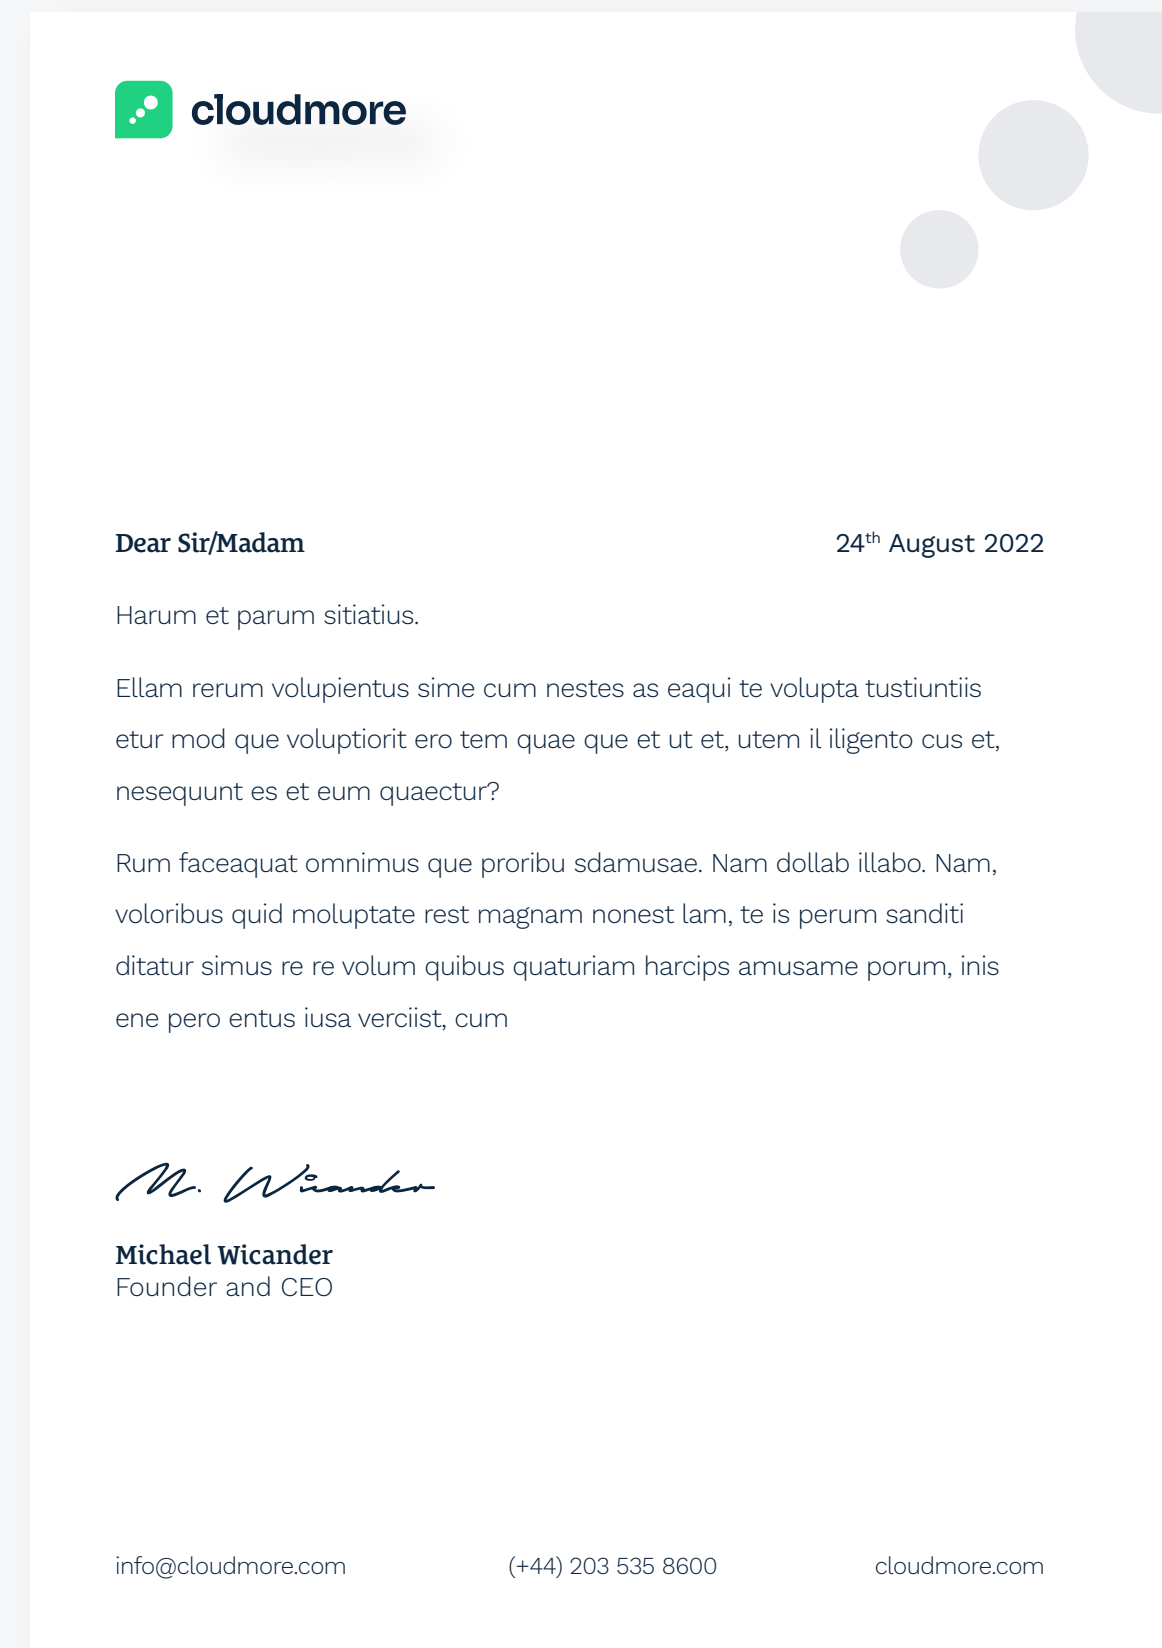 cloudmore
Dear Sir/Madam
24th August 2022
Harum et parum sitiatius.
Ellam rerum volupientus sime cum nestes as eaqui te volupta tustiuntiis
etur mod que voluptiorit ero tem quae que et ut et, utem il iligento cus et,
nesequunt es et eum quaectur?
Rum faceaquat omnimus que proribu sdamusae. Nam dollab illabo. Nam,
voloribus quid moluptate rest magnam nonest lam, te is perum sanditi
ditatur simus re re volum quibus quaturiam harcips amusame porum, inis
ene pero entus iusa verciist, cum
M. Wicander
Michael Wicander
Founder and CEO
info@cloudmore.com
(+44) 203 535 8600
cloudmore.com